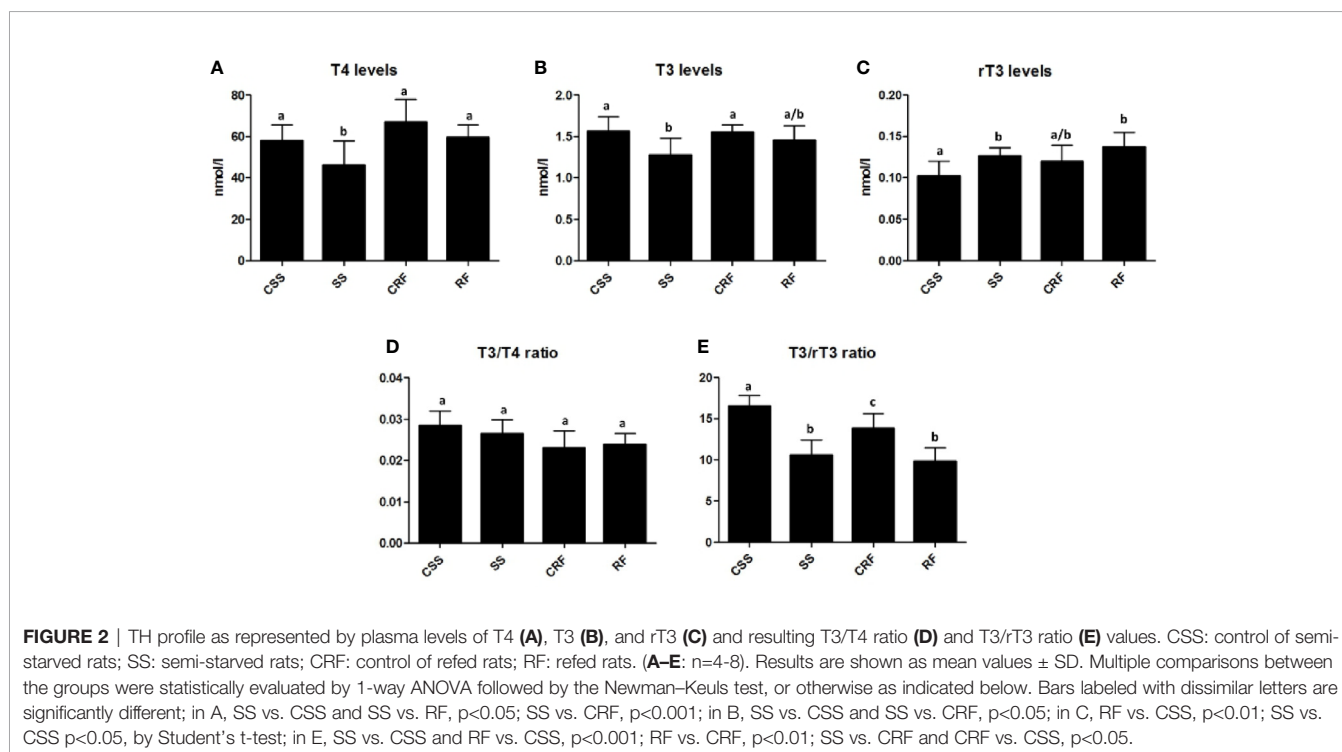 A
T4 levels
nmol/l
80
60
40
20
0
a
b
a
a
CSS
SS
CRF
RF
B
T3 levels
nmol/l
2.0
1.5
1.0
0.5
0.0
a
b
a
a/b
CSS
SS
CRF
RF
C
rT3 levels
nmol/l
0.20
0.15
0.10
0.05
0.00
a
b
a/b
b
CSS
SS
CRF
RF
D
T3/T4 ratio
0.04
0.03
0.02
0.01
0.00
a
a
a
a
CSS
SS
CRF
RF
E
T3/rT3 ratio
20
15
10
5
0
a
b
c
b
CSS
SS
CRF
RF
FIGURE 2 | TH profile as represented by plasma levels of T4 (A), T3 (B), and rT3 (C) and resulting T3/T4 ratio (D) and T3/rT3 ratio (E) values. CSS: control of semi-
starved rats; SS: semi-starved rats; CRF: control of refed rats; RF: refed rats. (A–E: n=4-8). Results are shown as mean values ± SD. Multiple comparisons between
the groups were statistically evaluated by 1-way ANOVA followed by the Newman–Keuls test, or otherwise as indicated below. Bars labeled with dissimilar letters are
significantly different; in A, SS vs. CSS and SS vs. RF, p<0.05; SS vs. CRF, p<0.001; in B, SS vs. CSS and SS vs. CRF, p<0.05; in C, RF vs. CSS, p<0.01; SS vs.
CSS p<0.05, by Student's t-test; in E, SS vs. CSS and RF vs. CSS, p<0.001; RF vs. CRF, p<0.01; SS vs. CRF and CRF vs. CSS, p<0.05.